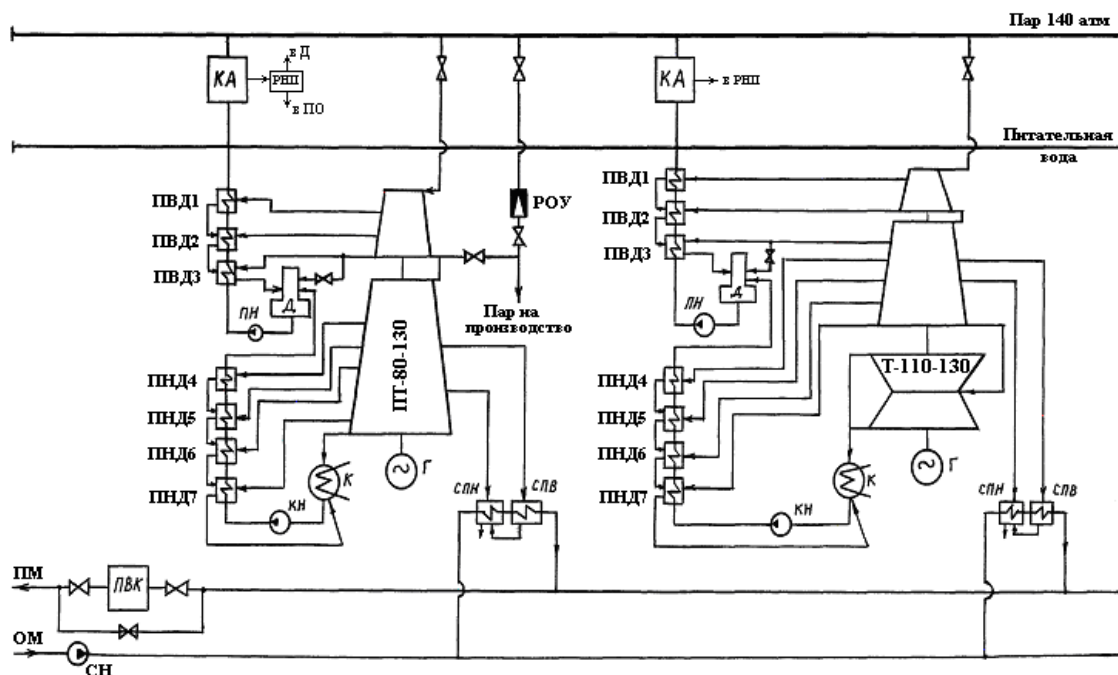 Пар 140 атм
в Д
КА
РНП
в ПО
КА
в РНП
Питательная
вода
ПВД1
ПВД2
ПВД3
РОУ
ПН
Д
Пар на
производство
ПТ-80-130
ПНД4
ПНД5
ПНД6
ПНД7
К
Г
КН
СПН
СПВ
ПВД1
ПВД2
ПВД3
ПН
Д
Т-110-130
ПНД4
ПНД5
ПНД6
ПНД7
К
Г
КН
СПН
СПВ
ПМ
ПВК
ОМ
СН